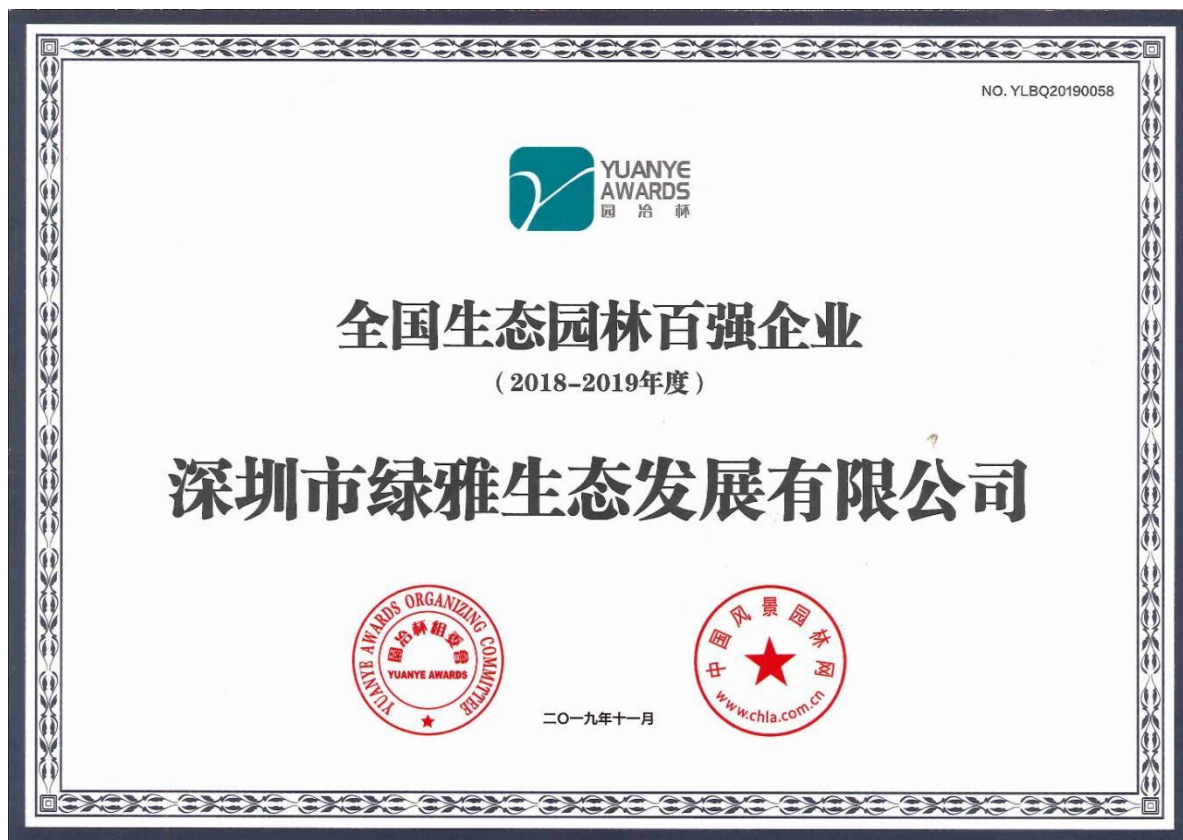 NO. YLBQ20190058
YUANYE
AWARDS
园冶杯
全国生态园林百强企业
（2018-2019年度）
深圳市绿雅生态发展有限公司
YUANYE AWARDS ORGANIZING COMMITTEE
園冶杯組委會
YUANYE AWARDS
中国风景园林网
www.chla.com.cn
二〇一九年十一月